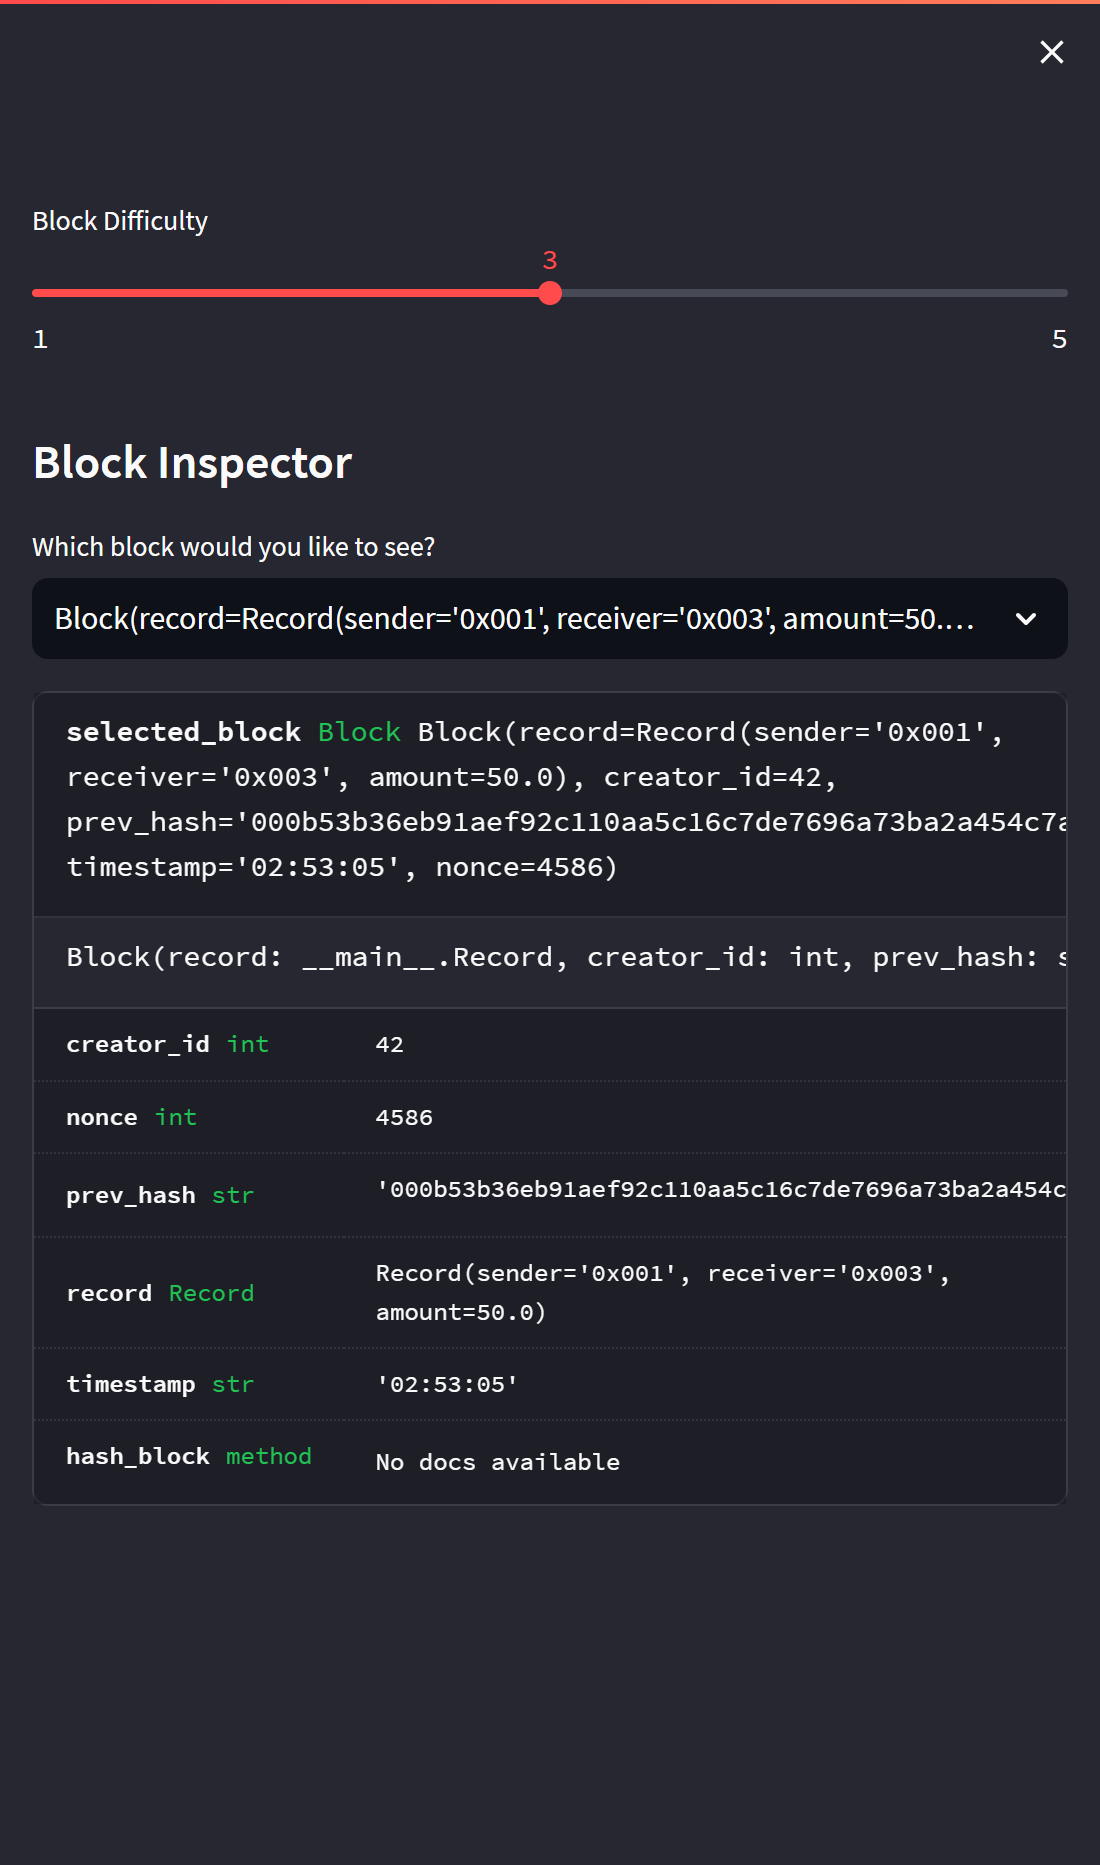 Block Difficulty
3
1 5
Block Inspector
Which block would you like to see?
Block(record=Record(sender='0x001', receiver='0x003', amount=50....
selected_block Block Block(record=Record(sender='0x001',
receiver='0x003', amount=50.0), creator_id=42,
prev_hash='000b53b36eb91aef92c110aa5c16c7de7696a73ba2a454c7a
timestamp='02:53:05', nonce=4586)
Block(record: __main__.Record, creator_id: int, prev_hash: s
creator_id int 42
nonce int 4586
prev_hash str '000b53b36eb91aef92c110aa5c16c7de7696a73ba2a454c
record Record Record(sender='0x001', receiver='0x003',
amount=50.0)
timestamp str '02:53:05'
hash_block method No docs available